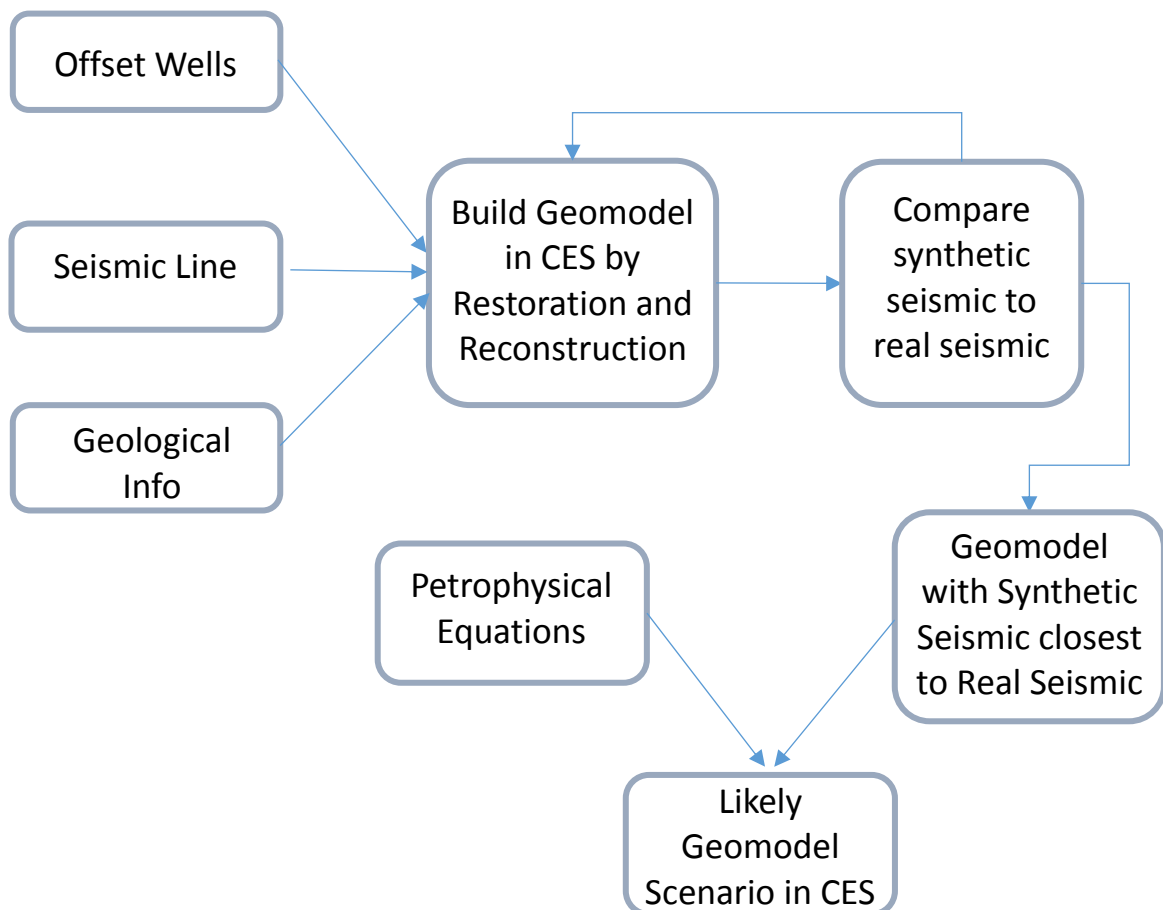 Offset Wells
Seismic Line
Geological
Info
Build Geomodel
in CES by
Restoration and
Reconstruction
Compare
synthetic
seismic to
real seismic
Petrophysical
Equations
Geomodel
with Synthetic
Seismic closest
to Real Seismic
Likely
Geomodel
Scenario in CES